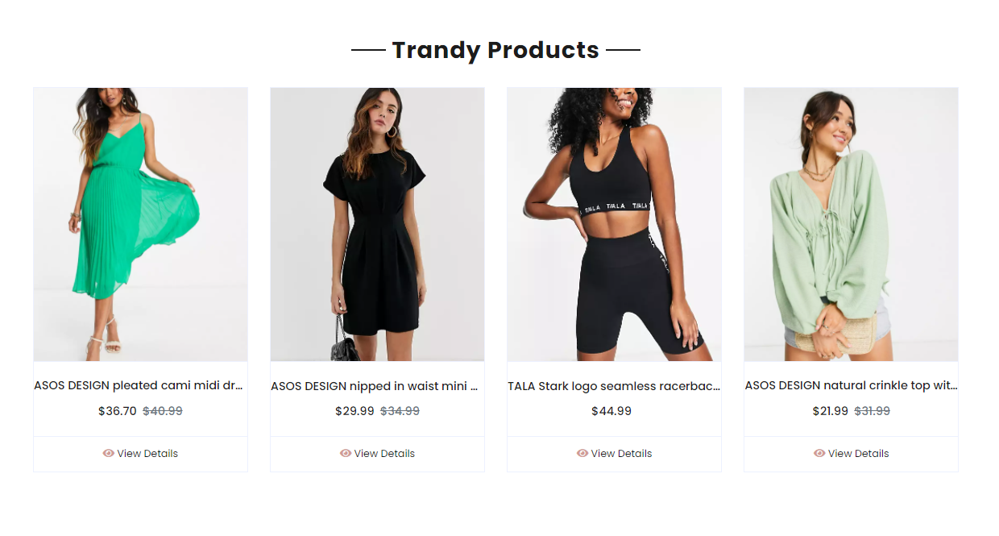 Trandy Products
TALA TALA TALA
ASOS DESIGN pleated cami midi dr...
$36.70 $40.99
View Details
ASOS DESIGN nipped in waist mini ...
$29.99 $34.99
View Details
TALA Stark logo seamless racerbac...
$44.99
View Details
ASOS DESIGN natural crinkle top wit...
$21.99 $31.99
View Details